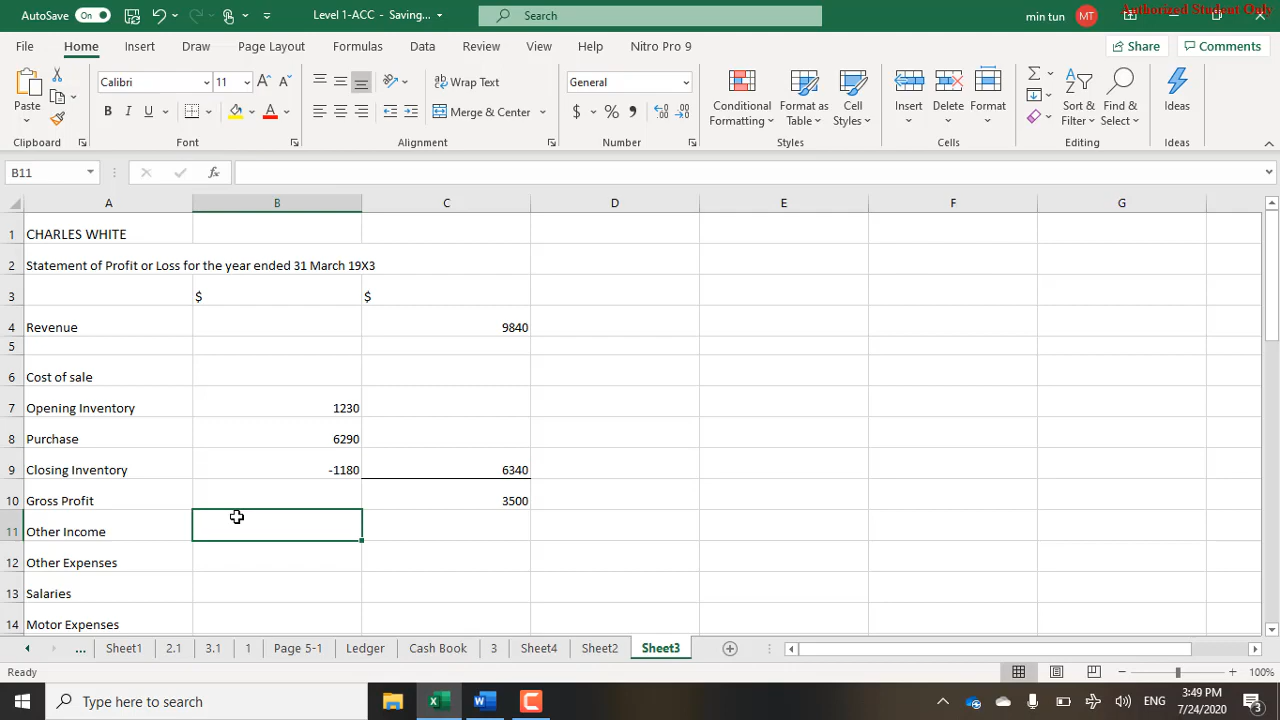 AutoSave On Level 1-ACC - Saving... Search min tun MT Authorized Student Only
File Home Insert Draw Page Layout Formulas Data Review View Help Nitro Pro 9 Share Comments
Paste Calibri 11 Wrap Text General Conditional Formatting Format as Table Cell Styles Insert Delete Format Sort & Filter Find & Select Ideas
B I U Merge & Center $ % ,
Clipboard Font Alignment Number Styles Cells Editing Ideas
B11 fx
A B C D E F G
1 CHARLES WHITE
2 Statement of Profit or Loss for the year ended 31 March 19X3
3 $ $
4 Revenue 9840
5
6 Cost of sale
7 Opening Inventory 1230
8 Purchase 6290
9 Closing Inventory -1180 6340
10 Gross Profit 3500
11 Other Income
12 Other Expenses
13 Salaries
14 Motor Expenses
... Sheet1 2.1 3.1 1 Page 5-1 Ledger Cash Book 3 Sheet4 Sheet2 Sheet3
Ready 100%
Type here to search ENG 3:49 PM 7/24/2020 3